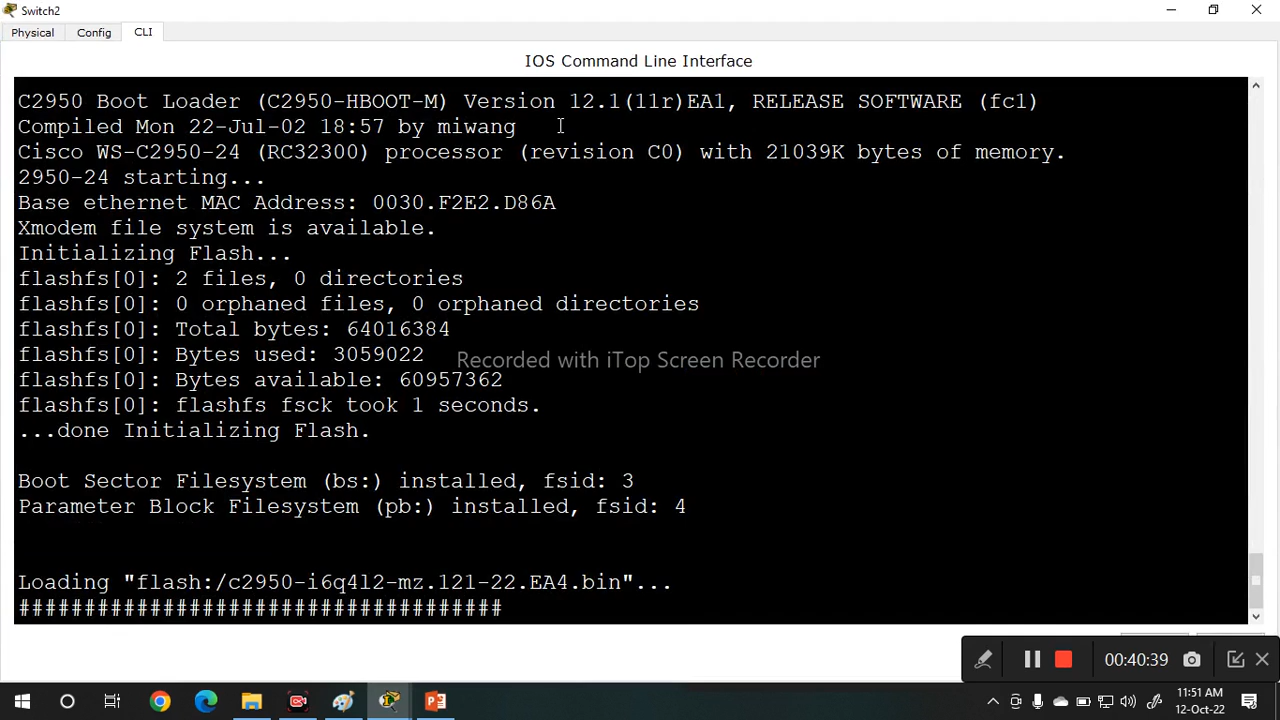 Switch2
Physical Config CLI
IOS Command Line Interface
C2950 Boot Loader (C2950-HBOOT-M) Version 12.1(11r)EA1, RELEASE SOFTWARE (fc1)
Compiled Mon 22-Jul-02 18:57 by miwang
Cisco WS-C2950-24 (RC32300) processor (revision C0) with 21039K bytes of memory.
2950-24 starting...
Base ethernet MAC Address: 0030.F2E2.D86A
Xmodem file system is available.
Initializing Flash...
flashfs[0]: 2 files, 0 directories
flashfs[0]: 0 orphaned files, 0 orphaned directories
flashfs[0]: Total bytes: 64016384
flashfs[0]: Bytes used: 3059022
Recorded with iTop Screen Recorder
flashfs[0]: Bytes available: 60957362
flashfs[0]: flashfs fsck took 1 seconds.
...done Initializing Flash.
Boot Sector Filesystem (bs:) installed, fsid: 3
Parameter Block Filesystem (pb:) installed, fsid: 4
Loading "flash:/c2950-i6q4l2-mz.121-22.EA4.bin"...
#####################################
00:40:39
11:51 AM
12-Oct-22